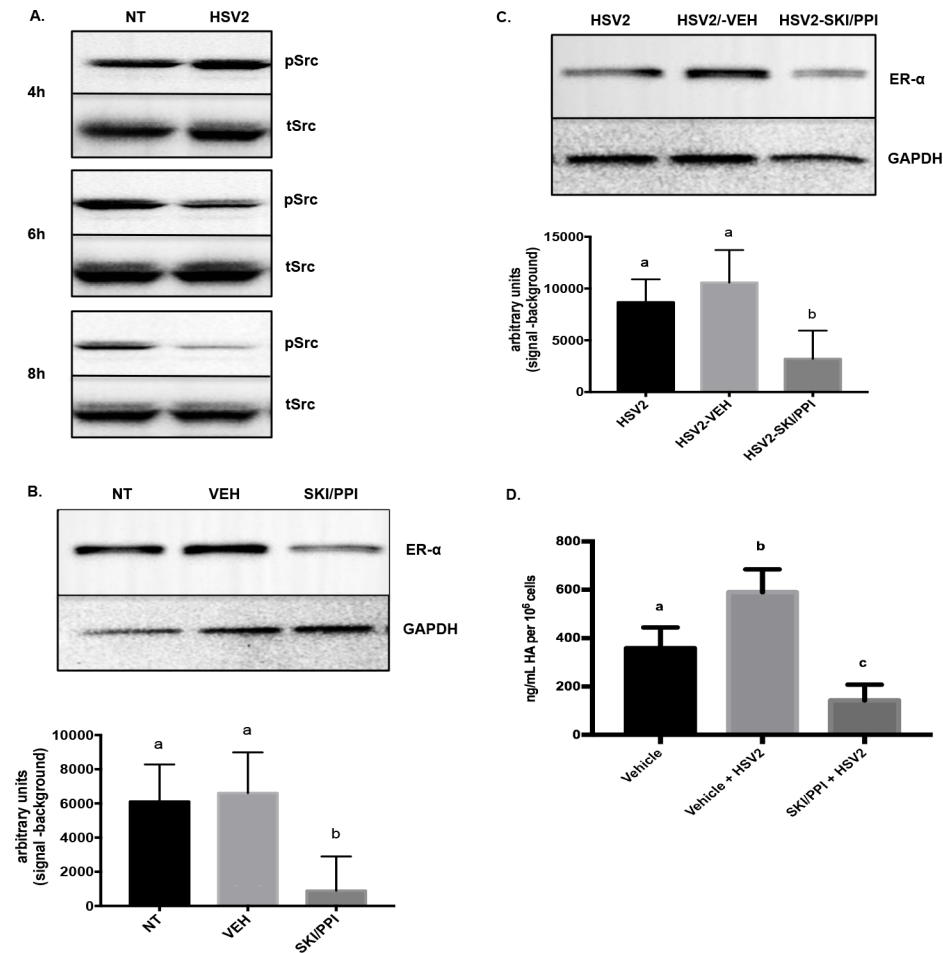 A.
NT HSV2
4h
pSrc
tSrc
6h
pSrc
tSrc
8h
pSrc
tSrc
B.
NT VEH SKI/PPI
ER-α
GAPDH
arbitrary units
(signal -background)
10000
8000
6000
4000
2000
0
a a b
NT VEH SKI/PPI
C.
HSV2 HSV2/-VEH HSV2-SKI/PPI
ER-α
GAPDH
arbitrary units
(signal -background)
15000
10000
5000
0
a a b
HSV2 HSV2-VEH HSV2-SKI/PPI
D.
ng/mL HA per 10⁶ cells
800
600
400
200
0
a b c
Vehicle Vehicle + HSV2 SKI/PPI + HSV2